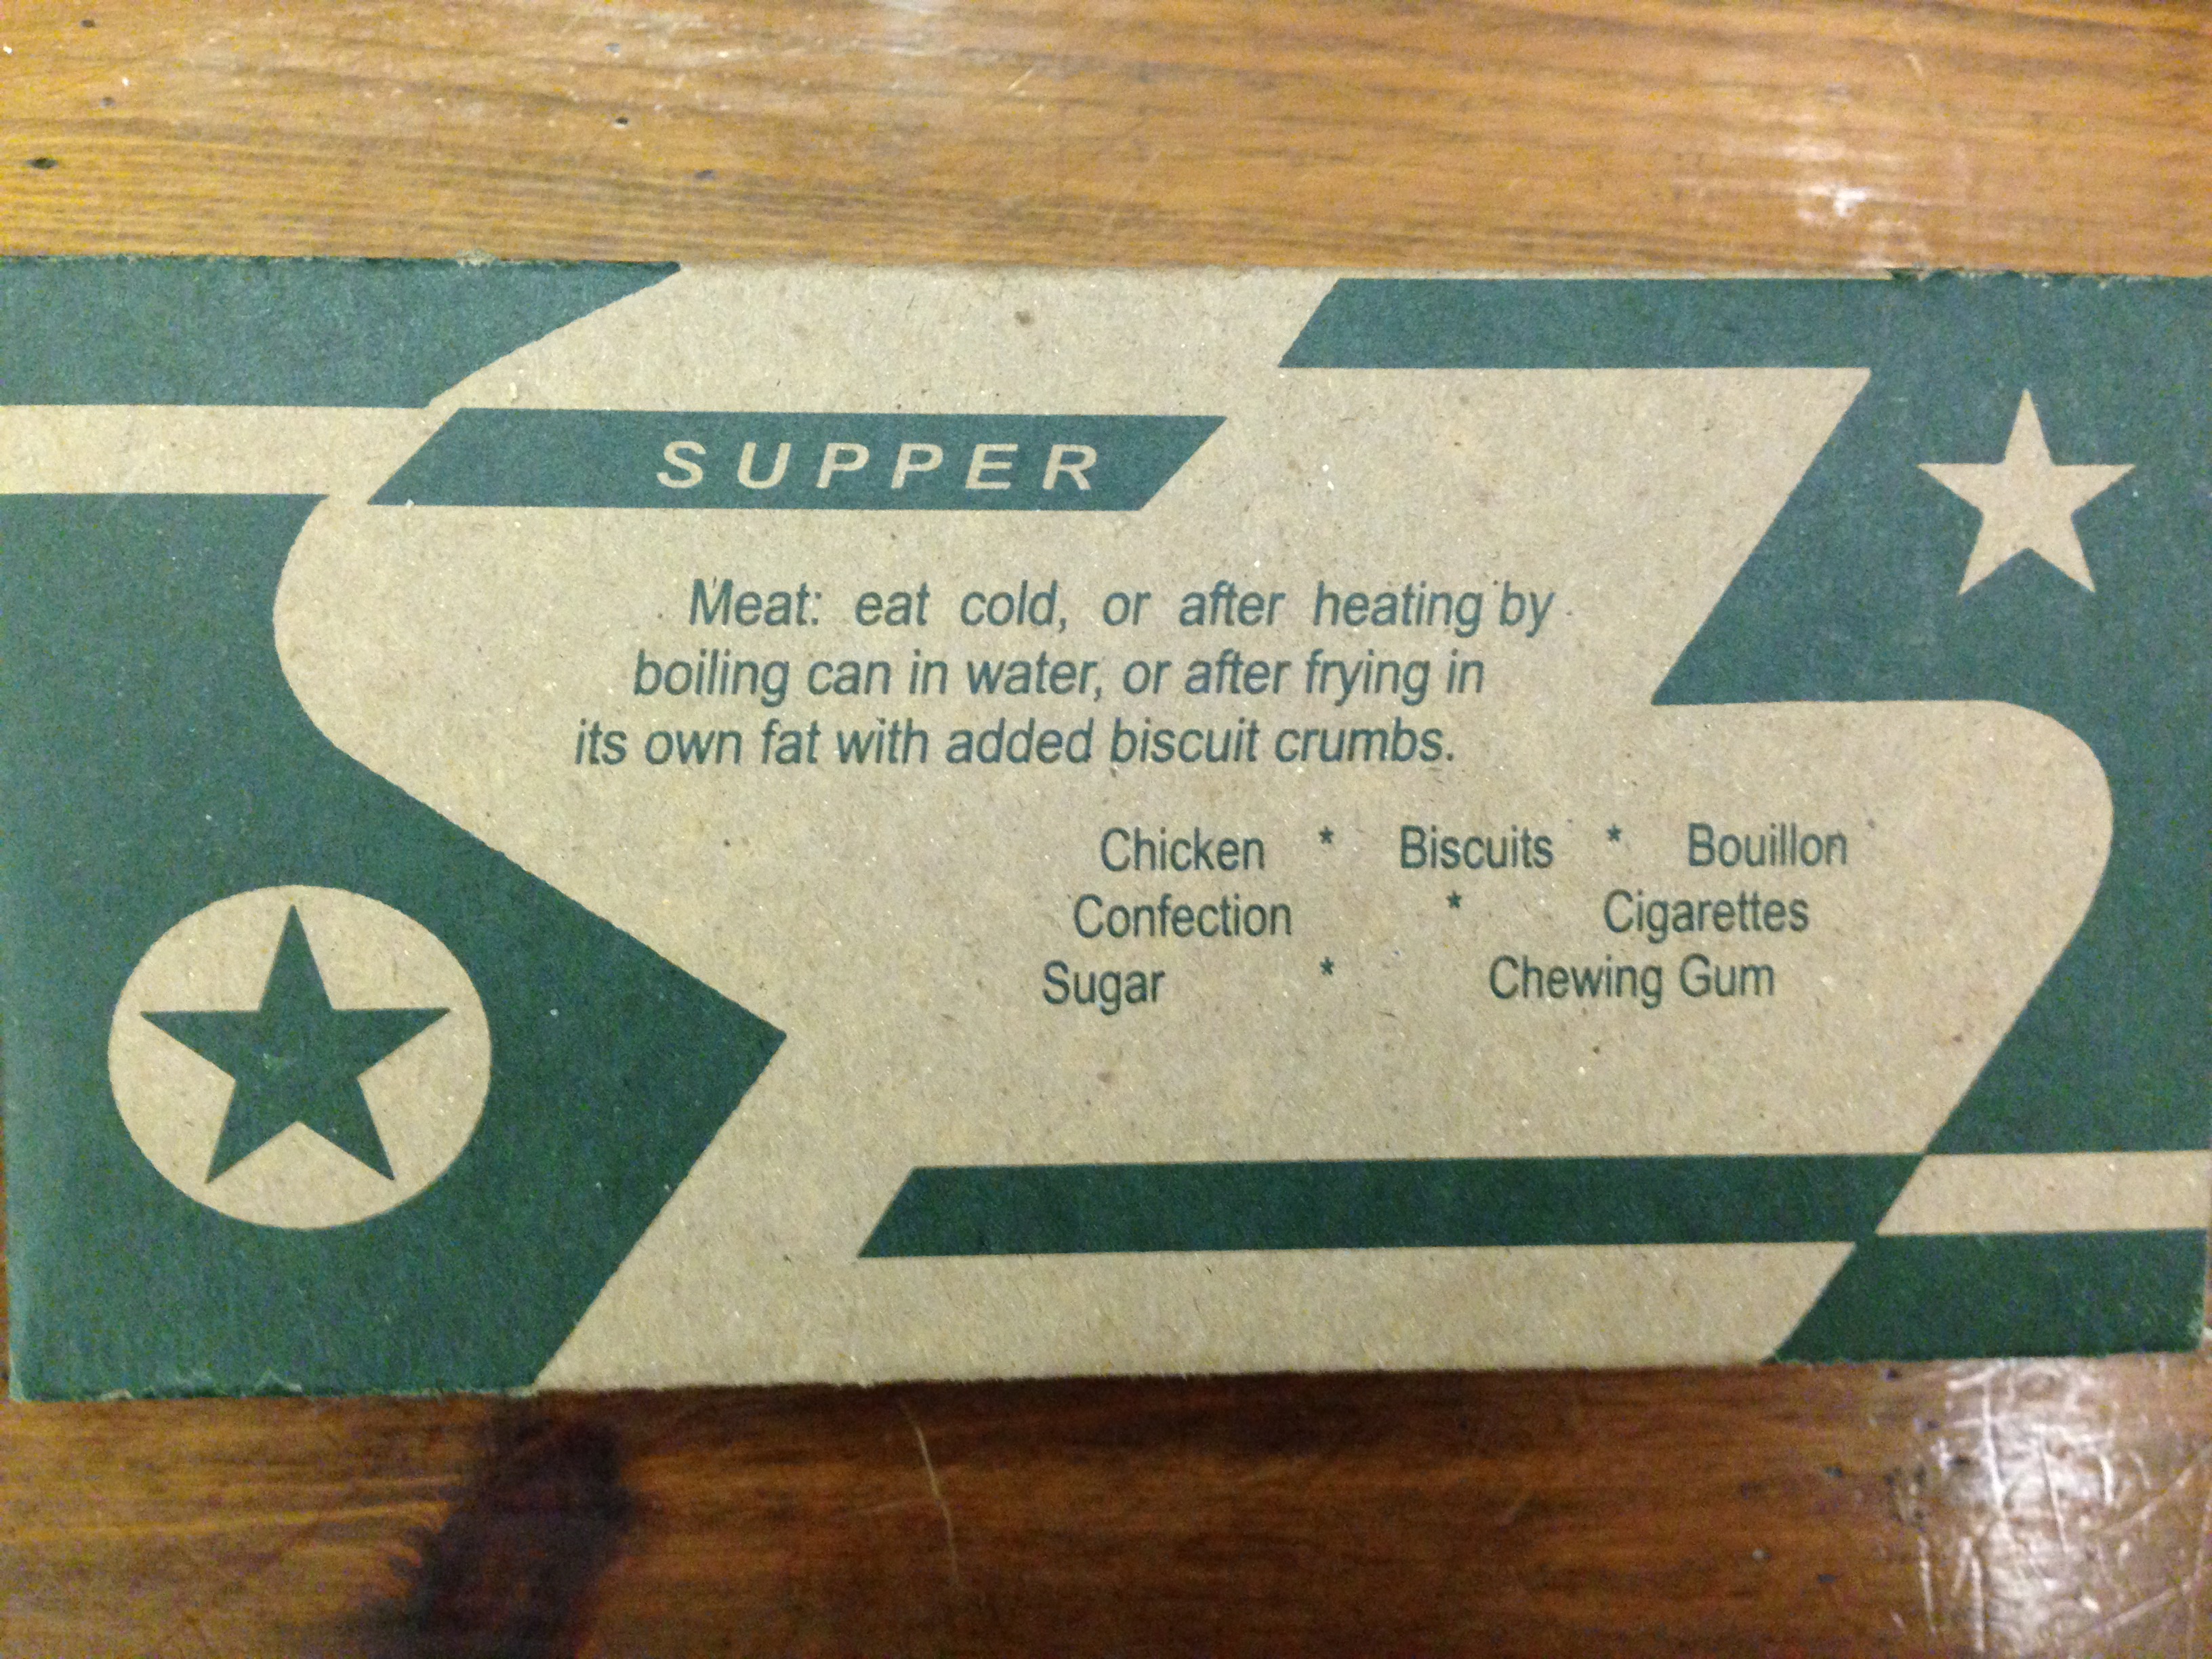 SUPPER
Meat: eat cold, or after heating by
boiling can in water, or after frying in
its own fat with added biscuit crumbs.
Chicken * Biscuits * Bouillon
Confection * Cigarettes
Sugar * Chewing Gum